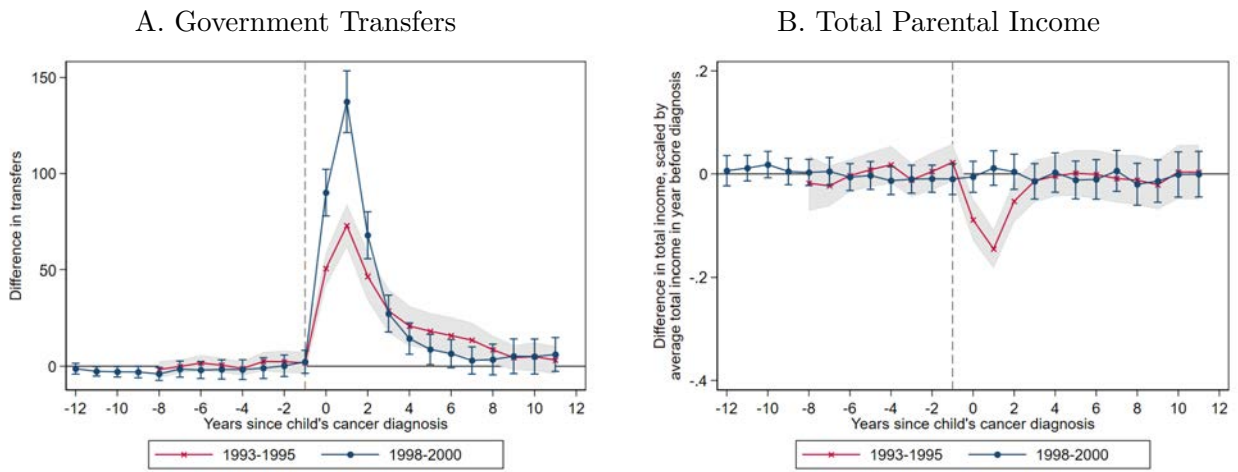 A. Government Transfers
Difference in transfers
150
100
50
0
-12 -10 -8 -6 -4 -2 0 2 4 6 8 10 12
Years since child's cancer diagnosis
1993-1995 1998-2000
B. Total Parental Income
Difference in total income, scaled by
average total income in year before diagnosis
.2
0
-.2
-.4
-12 -10 -8 -6 -4 -2 0 2 4 6 8 10 12
Years since child's cancer diagnosis
1993-1995 1998-2000